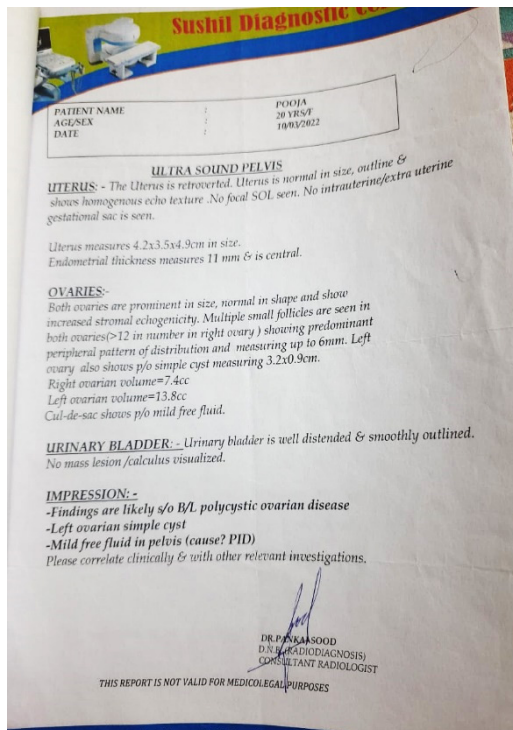 Sushil Diagnostic
PATIENT NAME : POOJA
AGE/SEX : 20 YRS/F
DATE : 10/03/2022
ULTRA SOUND PELVIS
UTERUS: - The Uterus is retroverted. Uterus is normal in size, outline &
shows homogenous echo texture .No focal SOL seen. No intrauterine/extra uterine
gestational sac is seen.
Uterus measures 4.2x3.5x4.9cm in size.
Endometrial thickness measures 11 mm & is central.
OVARIES:-
Both ovaries are prominent in size, normal in shape and show
increased stromal echogenicity. Multiple small follicles are seen in
both ovaries(>12 in number in right ovary ) showing predominant
peripheral pattern of distribution and measuring up to 6mm. Left
ovary also shows p/o simple cyst measuring 3.2x0.9cm.
Right ovarian volume=7.4cc
Left ovarian volume=13.8cc
Cul-de-sac shows p/o mild free fluid.
URINARY BLADDER: - Urinary bladder is well distended & smoothly outlined.
No mass lesion /calculus visualized.
IMPRESSION: -
-Findings are likely s/o B/L polycystic ovarian disease
-Left ovarian simple cyst
-Mild free fluid in pelvis (cause? PID)
Please correlate clinically & with other relevant investigations.
DR.PANKAJSOOD
D.N.B (RADIODIAGNOSIS)
CONSULTANT RADIOLOGIST
THIS REPORT IS NOT VALID FOR MEDICOLEGAL PURPOSES